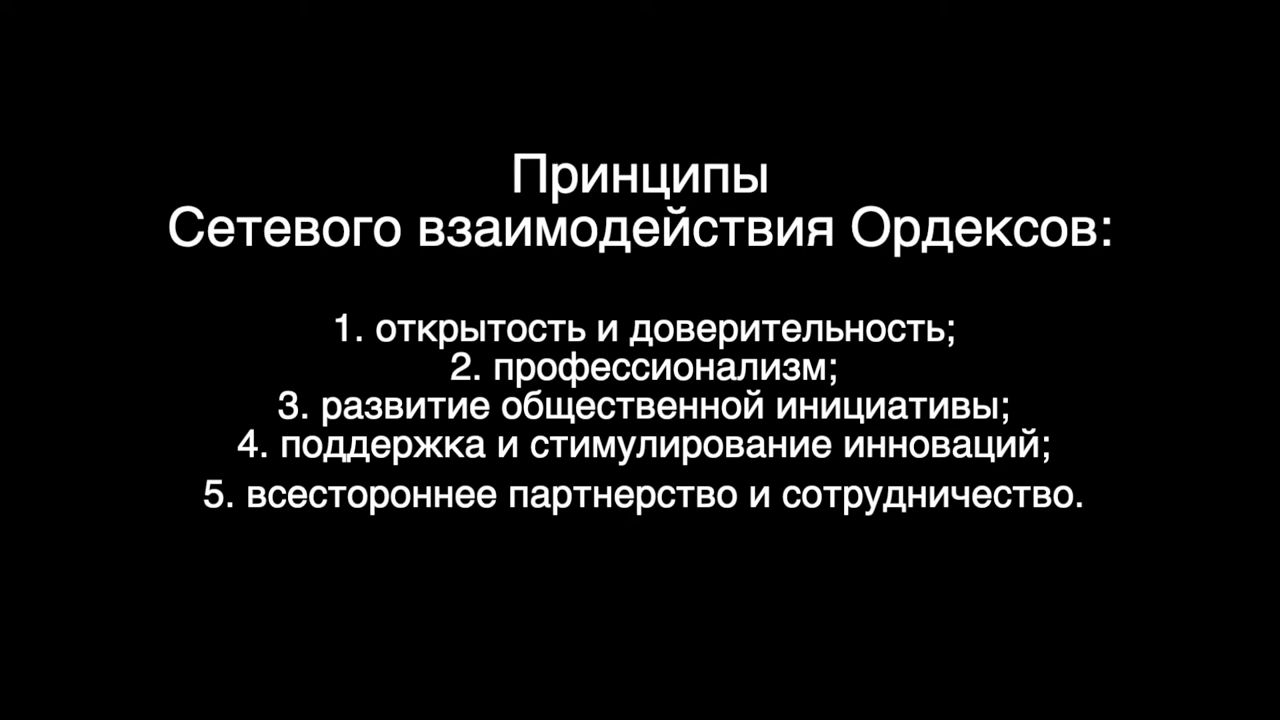 Принципы
Сетевого взаимодействия Ордексов:
1. открытость и доверительность;
2. профессионализм;
3. развитие общественной инициативы;
4. поддержка и стимулирование инноваций;
5. всестороннее партнерство и сотрудничество.